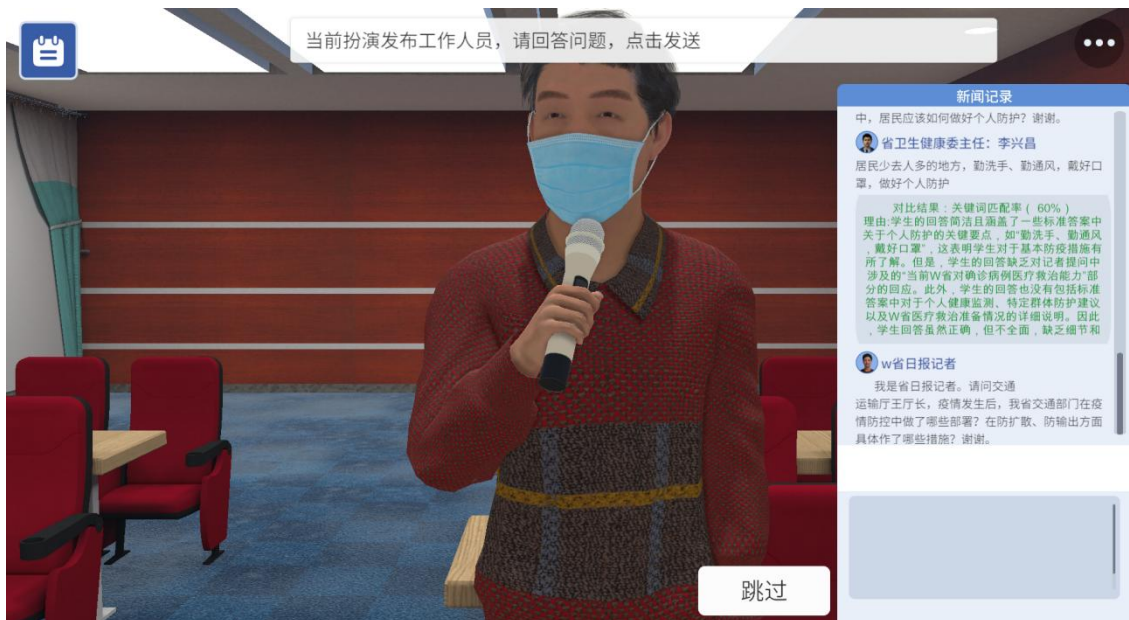 当前扮演发布工作人员，请回答问题，点击发送
新闻记录
中，居民应该如何做好个人防护？谢谢。
省卫生健康委主任：李兴昌
居民少去人多的地方，勤洗手、勤通风，戴好口
罩，做好个人防护
对比结果：关键词匹配率（ 60%）
理由:学生的回答简洁且涵盖了一些标准答案中
关于个人防护的关键要点，如“勤洗手、勤通风
，戴好口罩”，这表明学生对于基本防疫措施有
所了解。但是，学生的回答缺乏对记者提问中
涉及的“当前W省对确诊病例医疗救治能力”部
分的回应。此外，学生的回答也没有包括标准
答案中对于个人健康监测、特定群体防护建议
以及W省医疗救治准备情况的详细说明。因此
，学生回答虽然正确，但不全面，缺乏细节和
w省日报记者
我是省日报记者。请问交通
运输厅王厅长，疫情发生后，我省交通部门在疫
情防控中做了哪些部署？在防扩散、防输出方面
具体作了哪些措施？谢谢。
跳过